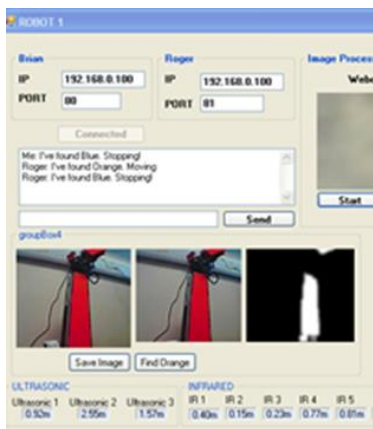 ROBOT 1
Brian
IP 192.168.0.100
PORT 80
Roger
IP 192.168.0.100
PORT 81
Image Proces
Webc
Connected
Me: I've found Blue. Stopping!
Roger: I've found Orange. Moving
Roger: I've found Blue. Stopping!
Send
Start
groupBox4
Save Image Find Orange
ULTRASONIC
Ultrasonic 1 Ultrasonic 2 Ultrasonic 3
0.92m 2.55m 1.57m
INFRARED
IR 1 IR 2 IR 3 IR 4 IR 5
0.40m 0.15m 0.23m 0.77m 0.81m